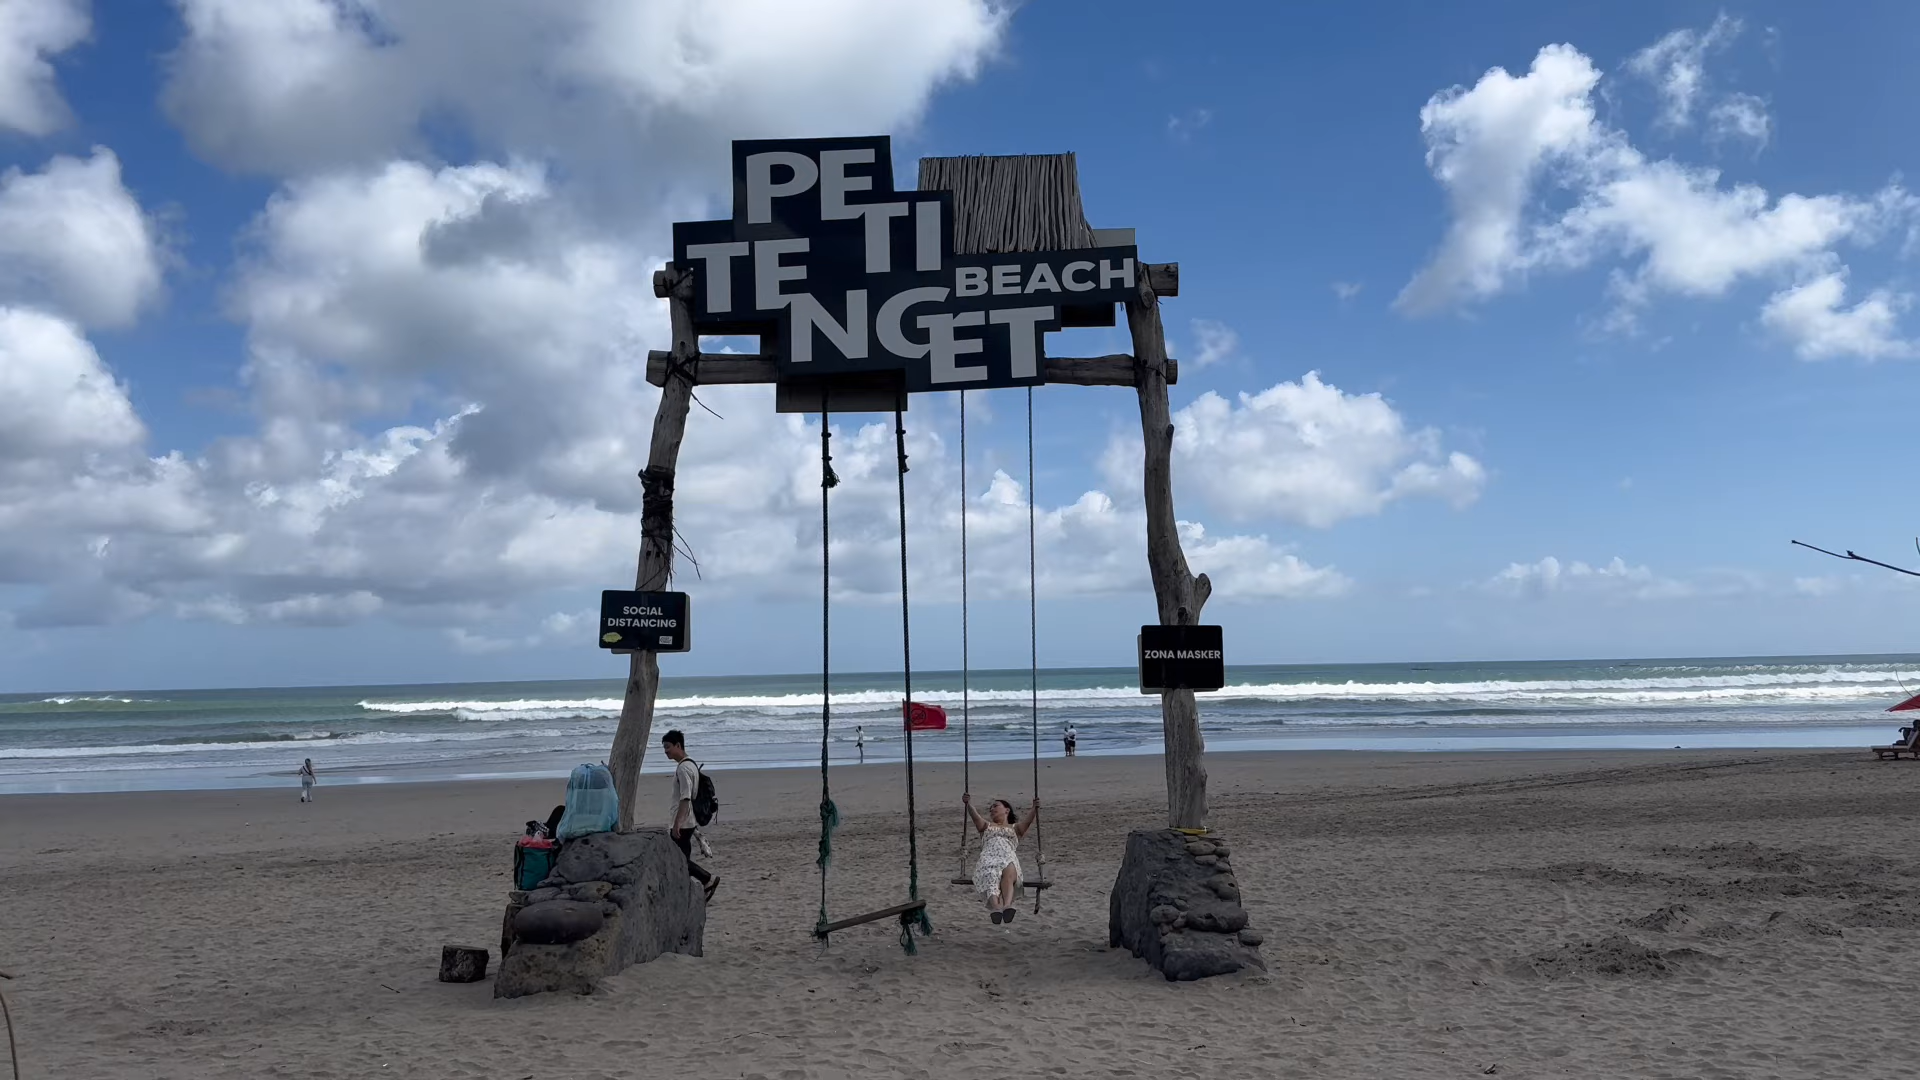 PE
TI
TE
BEACH
NG
ET
SOCIAL
DISTANCING
ZONA MASKER